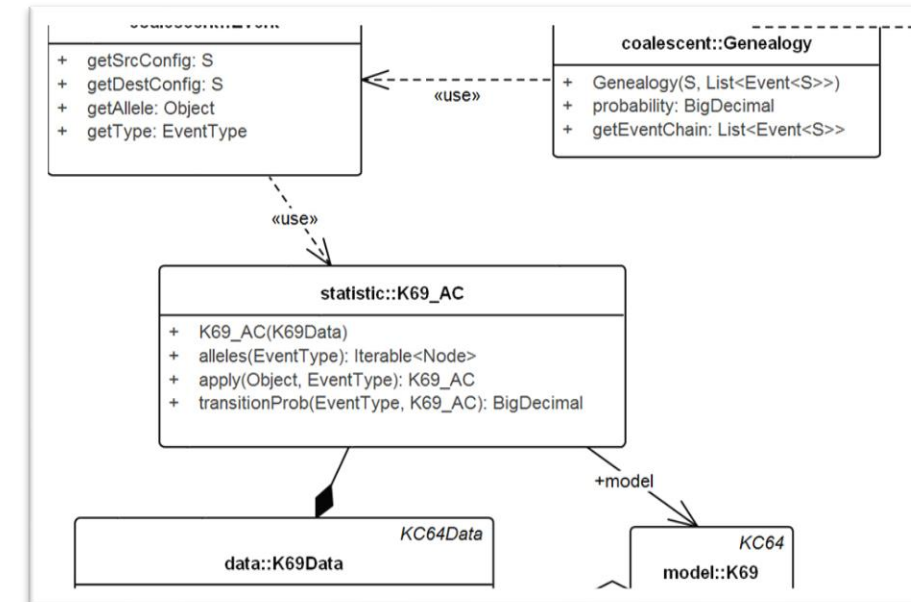 coalescent::Genealogy
+ getSrcConfig: S
+ getDestConfig: S
+ getAllele: Object
+ getType: EventType
«use»
+ Genealogy(S, List<Event<S>>)
+ probability: BigDecimal
+ getEventChain: List<Event<S>>
«use»
statistic::K69_AC
+ K69_AC(K69Data)
+ alleles(EventType): Iterable<Node>
+ apply(Object, EventType): K69_AC
+ transitionProb(EventType, K69_AC): BigDecimal
+model
KC64Data
data::K69Data
KC64
model::K69